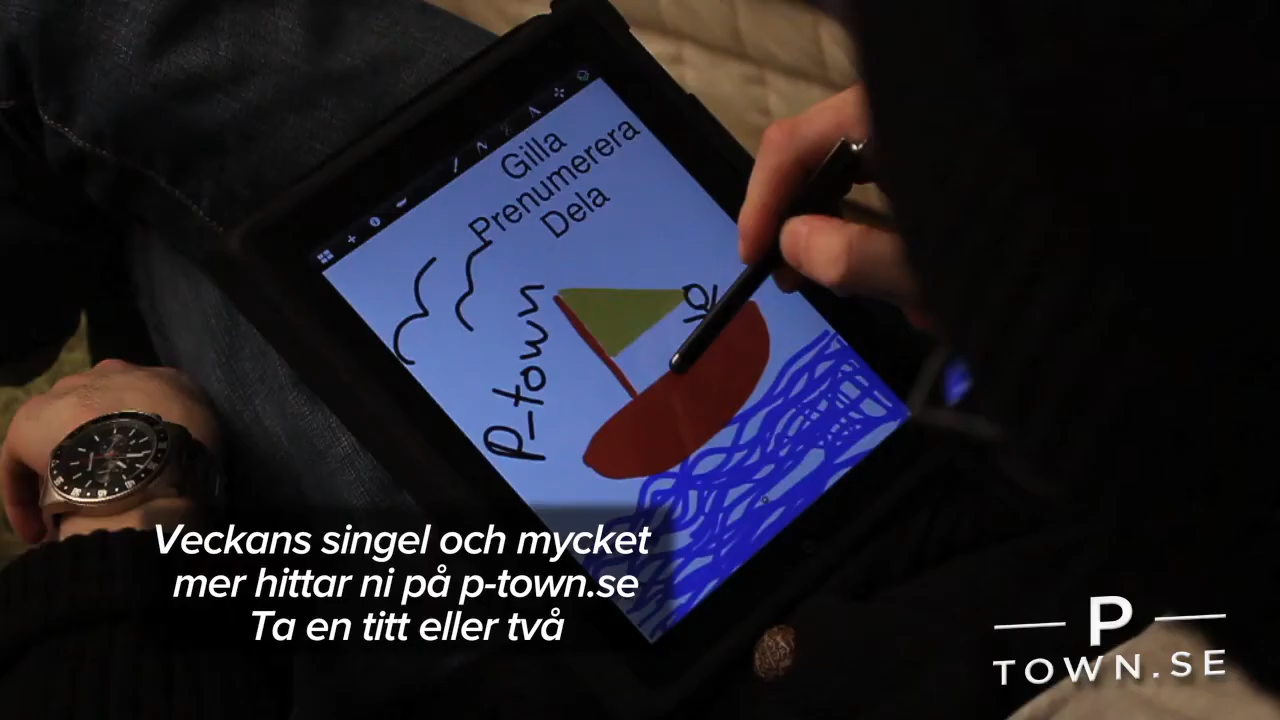 Gilla
Prenumerera
Dela
p-town
Veckans singel och mycket
mer hittar ni på p-town.se
Ta en titt eller två
P
TOWN.SE